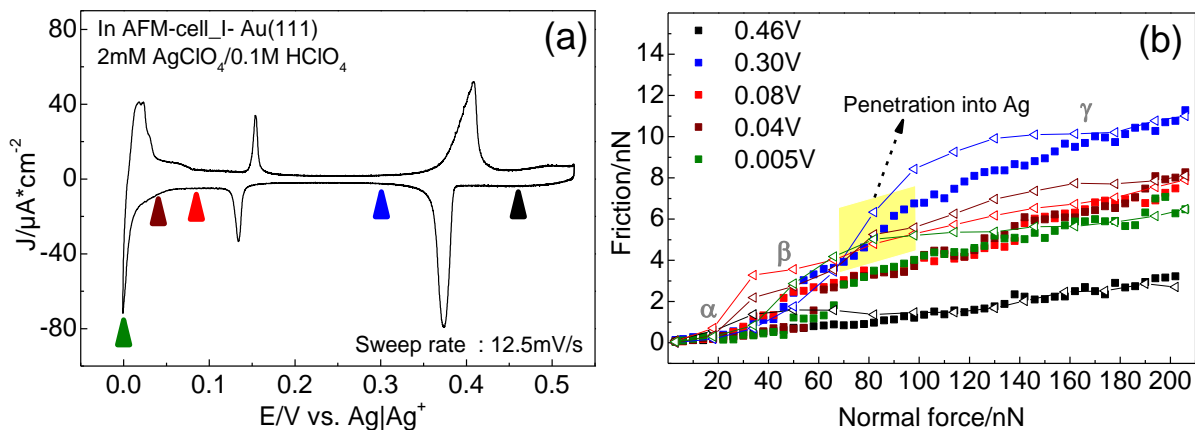 (a)
In AFM-cell_I- Au(111)
2mM AgClO₄/0.1M HClO₄
80
40
0
-40
-80
J/µA*cm⁻²
Sweep rate : 12.5mV/s
0.0 0.1 0.2 0.3 0.4 0.5
E/V vs. Ag|Ag⁺
(b)
0.46V
0.30V
0.08V
0.04V
0.005V
Penetration into Ag
α
β
γ
14
12
10
8
6
4
2
0
Friction/nN
20 40 60 80 100 120 140 160 180 200
Normal force/nN